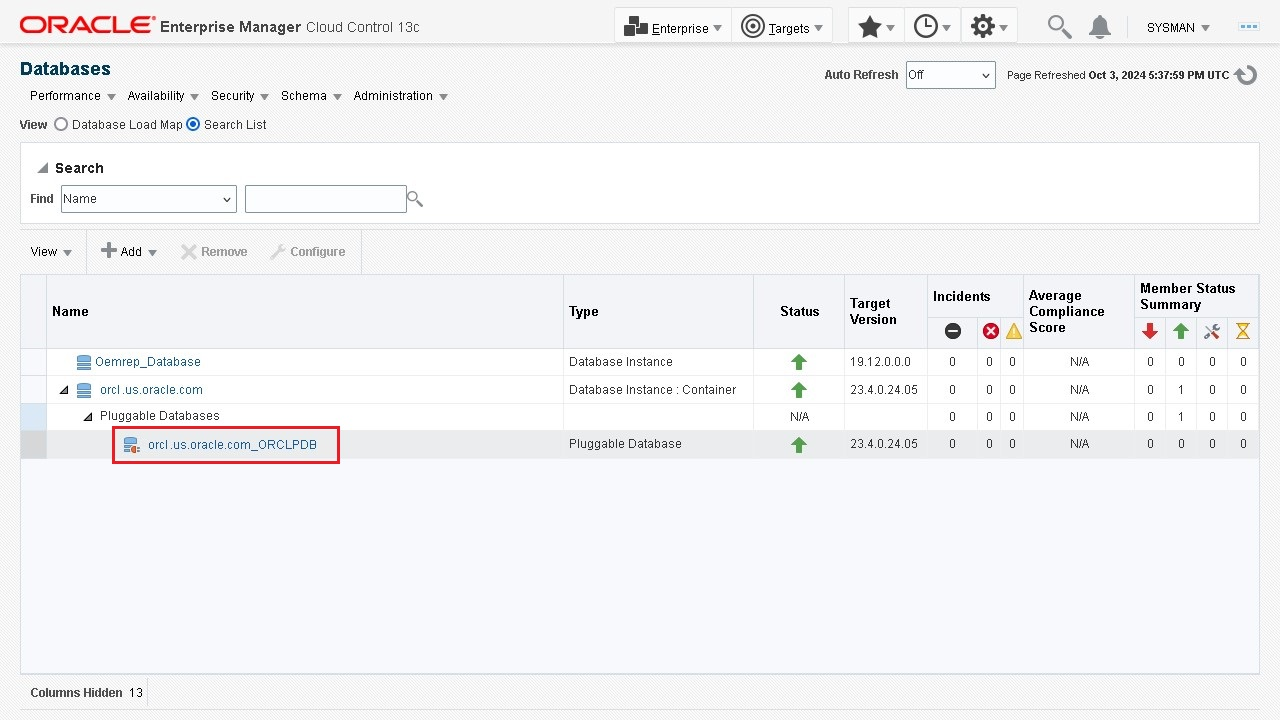 ORACLE® Enterprise Manager Cloud Control 13c Enterprise Targets SYSMAN
Databases
Auto Refresh Off Page Refreshed Oct 3, 2024 5:37:59 PM UTC
Performance Availability Security Schema Administration
View Database Load Map Search List
Search
Find Name
View Add Remove Configure
Name Type Status Target Version Incidents Average Compliance Score Member Status Summary
Oemrep_Database Database Instance 19.12.0.0.0 0 0 0 N/A 0 0 0 0
orcl.us.oracle.com Database Instance : Container 23.4.0.24.05 0 0 0 N/A 0 1 0 0
Pluggable Databases N/A 0 0 0 N/A 0 1 0 0
orcl.us.oracle.com_ORCLPDB Pluggable Database 23.4.0.24.05 0 0 0 N/A 0 0 0 0
Columns Hidden 13